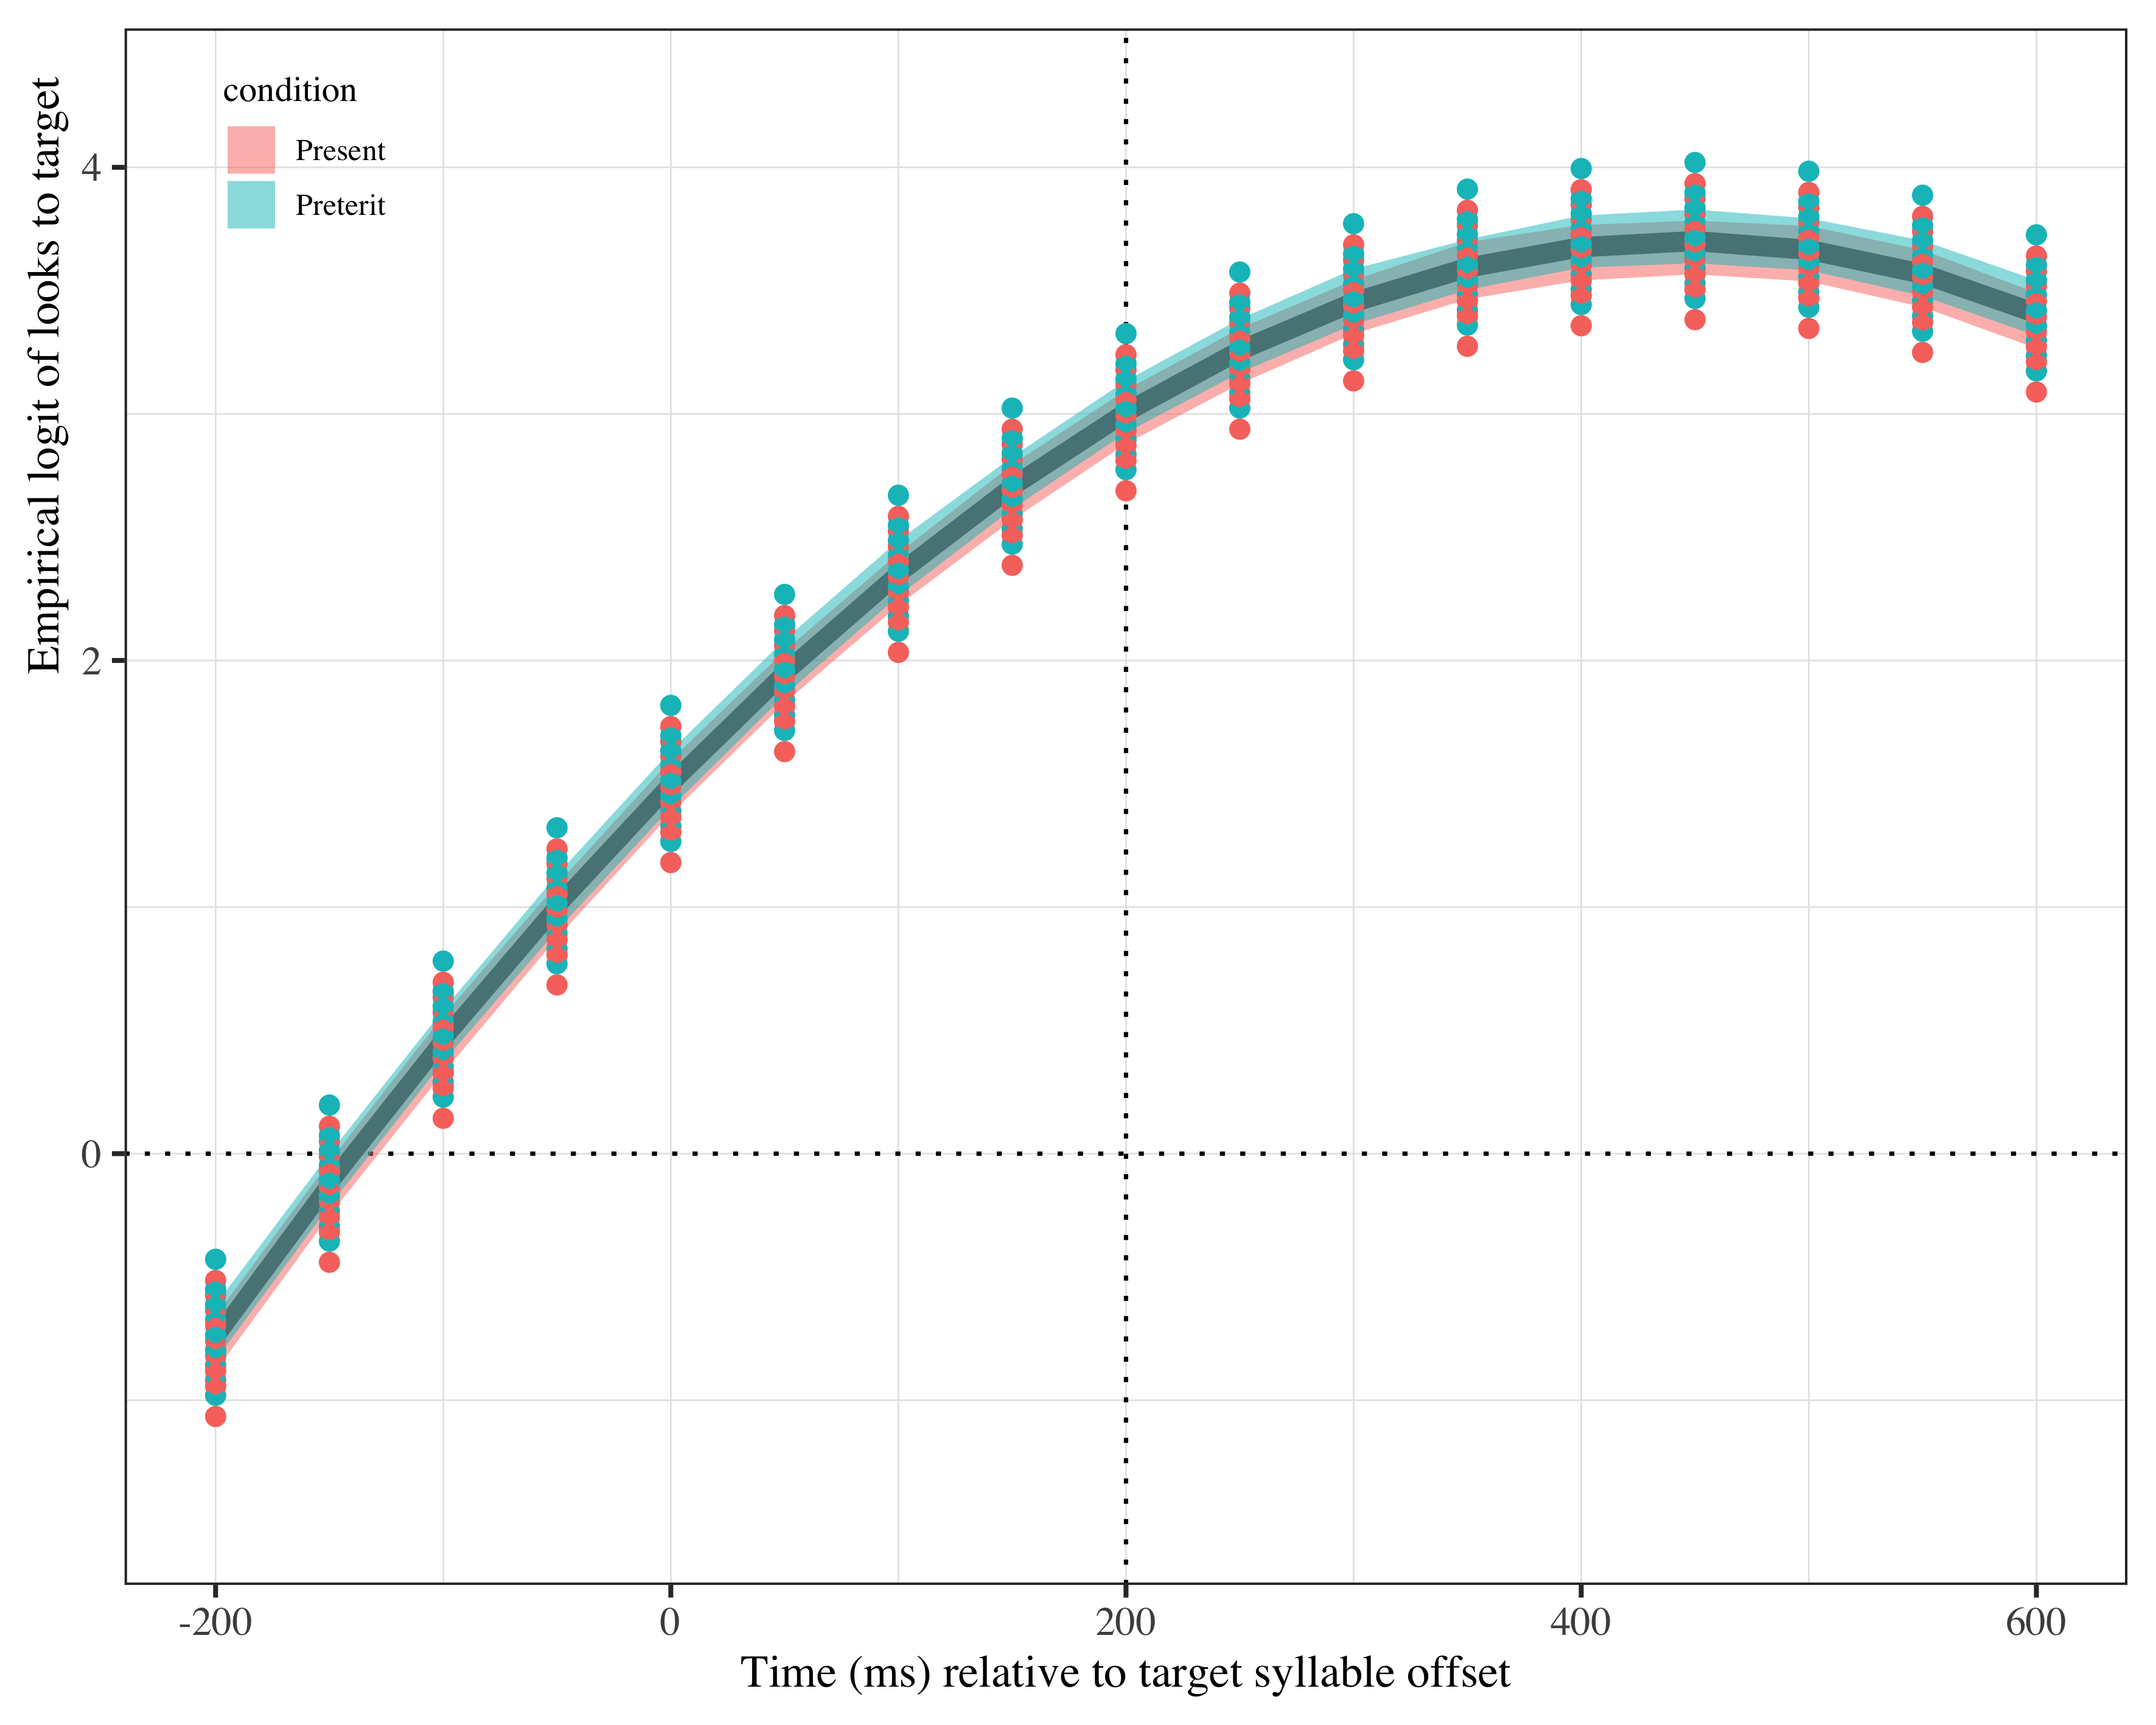 condition
Present
Preterit
Empirical logit of looks to target
4
2
0
-200
0
200
400
600
Time (ms) relative to target syllable offset